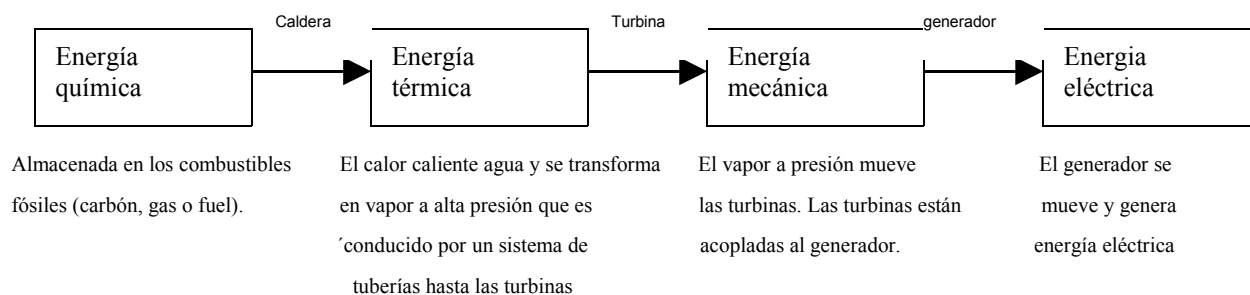 Caldera
Turbina
generador
Energía
química
Energía
térmica
Energía
mecánica
Energia
eléctrica
Almacenada en los combustibles
fósiles (carbón, gas o fuel).
El calor caliente agua y se transforma
en vapor a alta presión que es
´conducido por un sistema de
tuberías hasta las turbinas
El vapor a presión mueve
las turbinas. Las turbinas están
acopladas al generador.
El generador se
mueve y genera
energía eléctrica